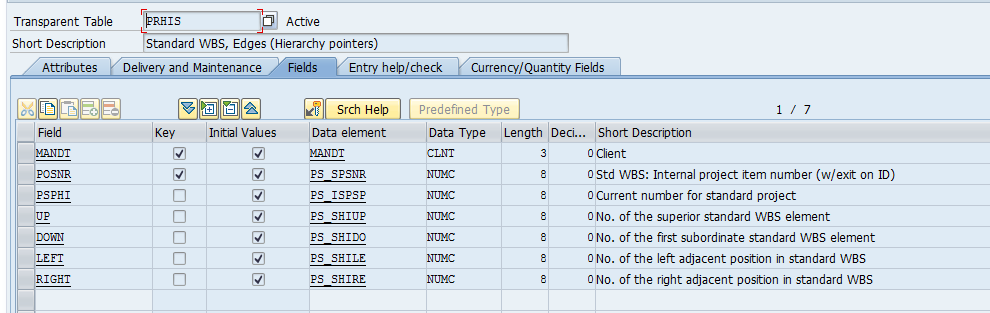 Transparent Table PRHIS Active
Short Description Standard WBS, Edges (Hierarchy pointers)
Attributes Delivery and Maintenance Fields Entry help/check Currency/Quantity Fields
Srch Help Predefined Type 1 / 7
Field Key Initial Values Data element Data Type Length Deci... Short Description
MANDT MANDT CLNT 3 0 Client
POSNR PS_SPSNR NUMC 8 0 Std WBS: Internal project item number (w/exit on ID)
PSPHI PS_ISPSP NUMC 8 0 Current number for standard project
UP PS_SHIUP NUMC 8 0 No. of the superior standard WBS element
DOWN PS_SHIDO NUMC 8 0 No. of the first subordinate standard WBS element
LEFT PS_SHILE NUMC 8 0 No. of the left adjacent position in standard WBS
RIGHT PS_SHIRE NUMC 8 0 No. of the right adjacent position in standard WBS